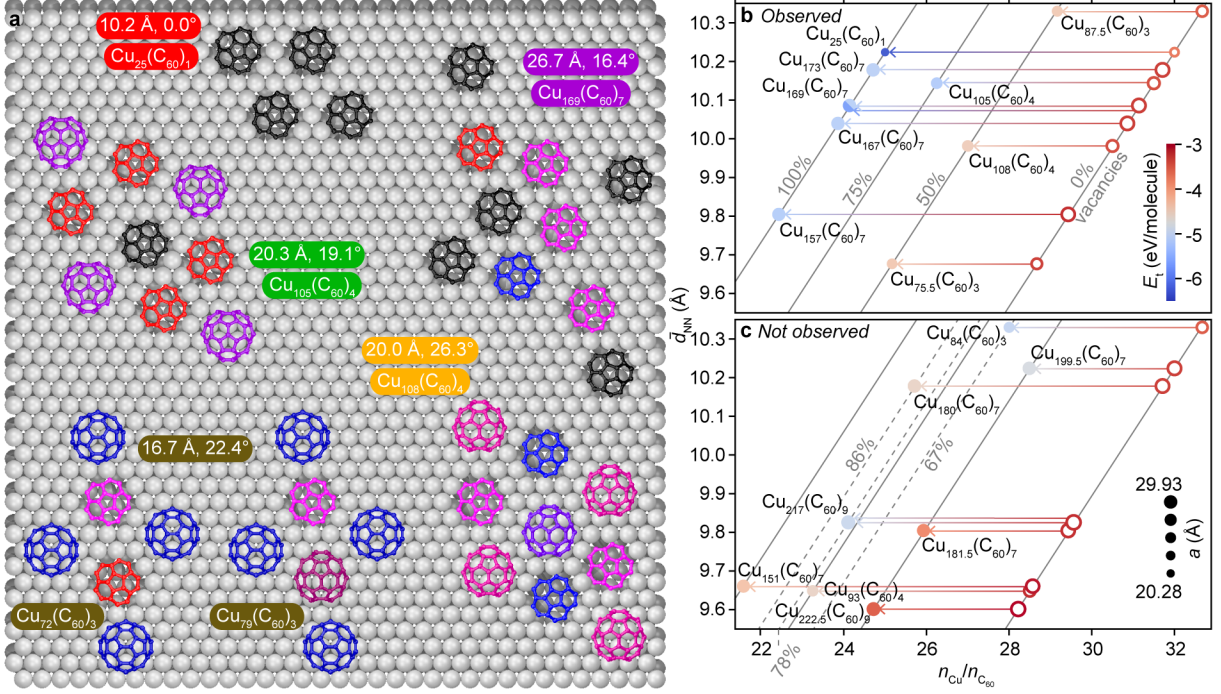 a
10.2 Å, 0.0°
Cu25(C60)1
26.7 Å, 16.4°
Cu169(C60)7
20.3 Å, 19.1°
Cu105(C60)4
20.0 Å, 26.3°
Cu108(C60)4
16.7 Å, 22.4°
Cu72(C60)3
Cu79(C60)3
b Observed
Cu87.5(C60)3
Cu25(C60)1
Cu173(C60)7
Cu169(C60)7
Cu105(C60)4
Cu167(C60)7
Cu108(C60)4
Cu157(C60)7
Cu75.5(C60)3
100%
75%
50%
0%
vacancies
10.3
10.2
10.1
10.0
9.9
9.8
9.7
9.6
-3
-4
-5
-6
Et (eV/molecule)
d̄NN (Å)
c Not observed
Cu84(C60)3
Cu199.5(C60)7
Cu180(C60)7
86%
67%
Cu217(C60)9
Cu181.5(C60)7
Cu151(C60)7
Cu93(C60)4
Cu222.5(C60)9
78%
29.93
a (Å)
20.28
10.3
10.2
10.1
10.0
9.9
9.8
9.7
9.6
22 24 26 28 30 32
nCu/nC60